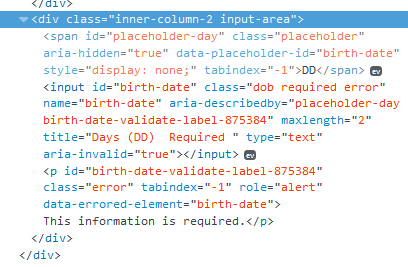 </div>
<div class="inner-column-2 input-area">
<span id="placeholder-day" class="placeholder"
aria-hidden="true" data-placeholder-id="birth-date"
style="display: none;" tabindex="-1">DD</span> ev
<input id="birth-date" class="dob required error"
name="birth-date" aria-describedby="placeholder-day
birth-date-validate-label-875384" maxlength="2"
title="Days (DD)  Required " type="text"
aria-invalid="true"></input> ev
<p id="birth-date-validate-label-875384"
class="error" tabindex="-1" role="alert"
data-errored-element="birth-date">
This information is required.</p>
</div>
</div>